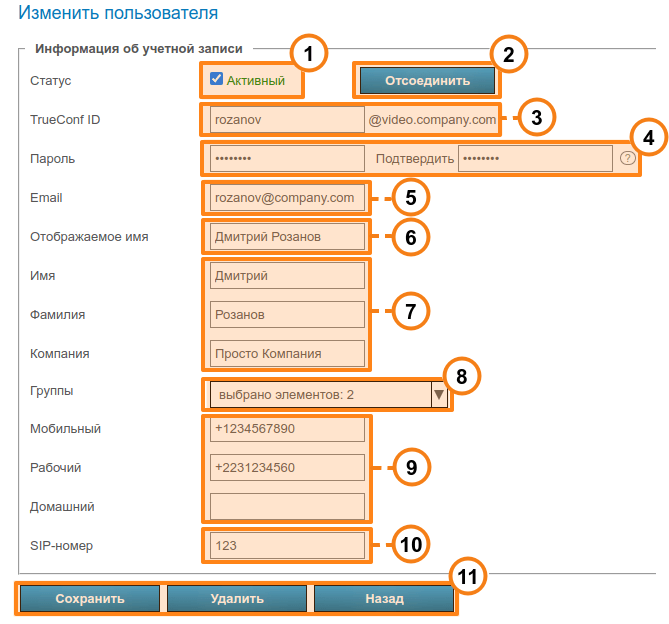 Изменить пользователя
Информация об учетной записи
1
2
Статус Активный Отсоединить
TrueConf ID rozanov @video.company.com 3
4
Пароль •••••••• Подтвердить •••••••• ?
Email rozanov@company.com 5
Отображаемое имя Дмитрий Розанов 6
Имя Дмитрий
Фамилия Розанов 7
Компания Просто Компания
8
Группы выбрано элементов: 2 ▼
Мобильный +1234567890
Рабочий +2231234560 9
Домашний
SIP-номер 123 10
11
Сохранить Удалить Назад